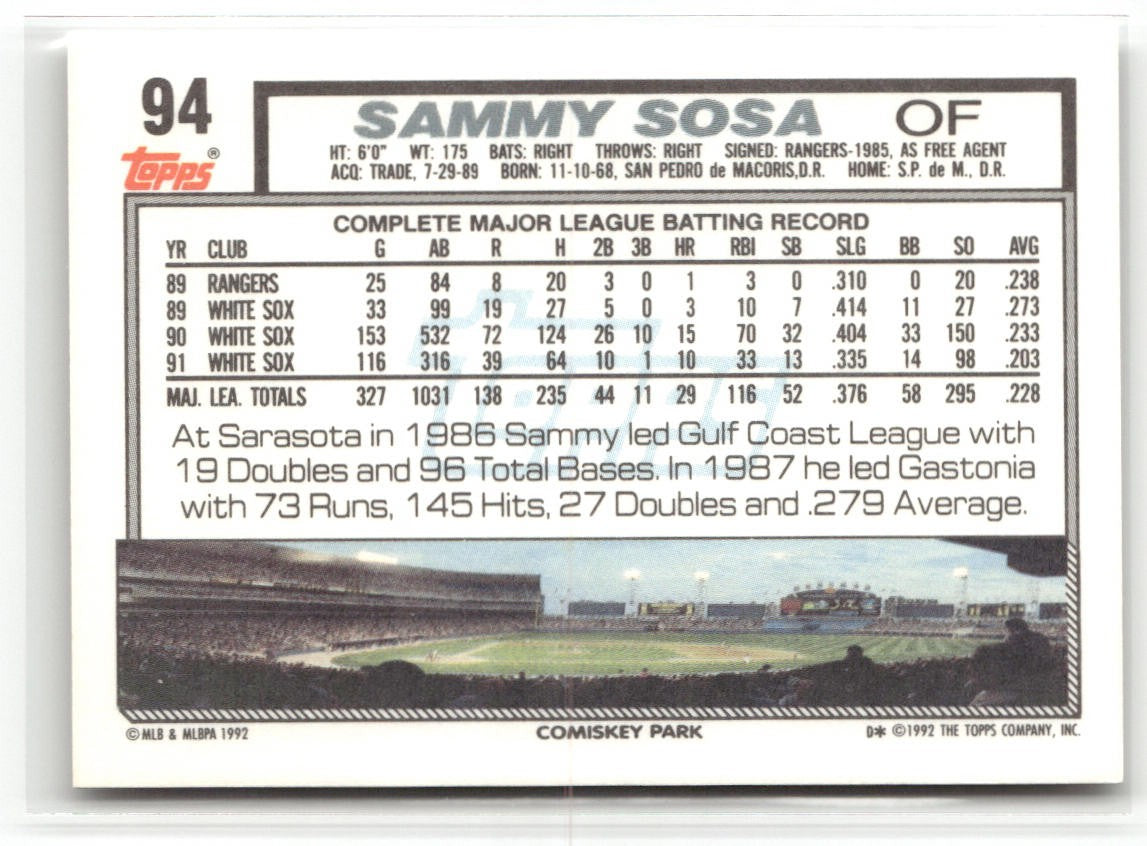 94
Topps®
SAMMY SOSA OF
HT: 6'0" WT: 175 BATS: RIGHT THROWS: RIGHT SIGNED: RANGERS-1985, AS FREE AGENT
ACQ: TRADE, 7-29-89 BORN: 11-10-68, SAN PEDRO de MACORIS,D.R. HOME: S.P. de M., D.R.
COMPLETE MAJOR LEAGUE BATTING RECORD
YR CLUB G AB R H 2B 3B HR RBI SB SLG BB SO AVG
89 RANGERS 25 84 8 20 3 0 1 3 0 .310 0 20 .238
89 WHITE SOX 33 99 19 27 5 0 3 10 7 .414 11 27 .273
90 WHITE SOX 153 532 72 124 26 10 15 70 32 .404 33 150 .233
91 WHITE SOX 116 316 39 64 10 1 10 33 13 .335 14 98 .203
MAJ. LEA. TOTALS 327 1031 138 235 44 11 29 116 52 .376 58 295 .228
Topps
At Sarasota in 1986 Sammy led Gulf Coast League with
19 Doubles and 96 Total Bases. In 1987 he led Gastonia
with 73 Runs, 145 Hits, 27 Doubles and .279 Average.
©MLB & MLBPA 1992 COMISKEY PARK D* ©1992 THE TOPPS COMPANY, INC.